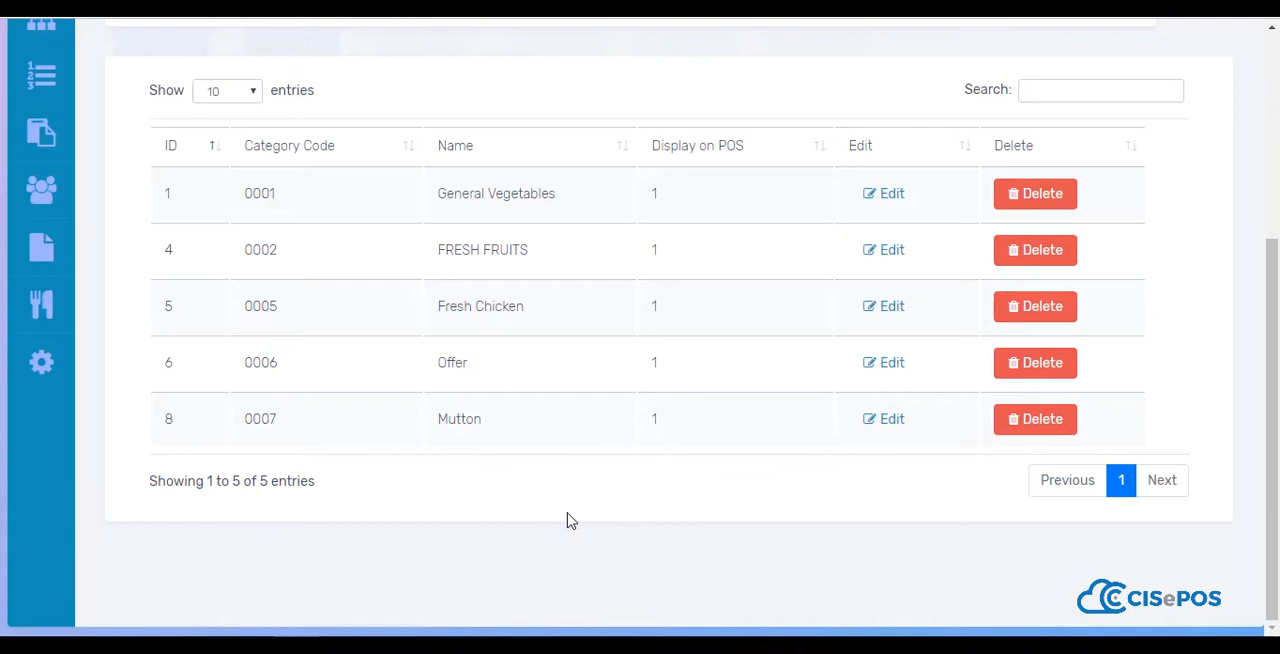 Show 10 entries Search:
ID Category Code Name Display on POS Edit Delete
1 0001 General Vegetables 1 Edit Delete
4 0002 FRESH FRUITS 1 Edit Delete
5 0005 Fresh Chicken 1 Edit Delete
6 0006 Offer 1 Edit Delete
8 0007 Mutton 1 Edit Delete
Showing 1 to 5 of 5 entries Previous 1 Next
CISePOS